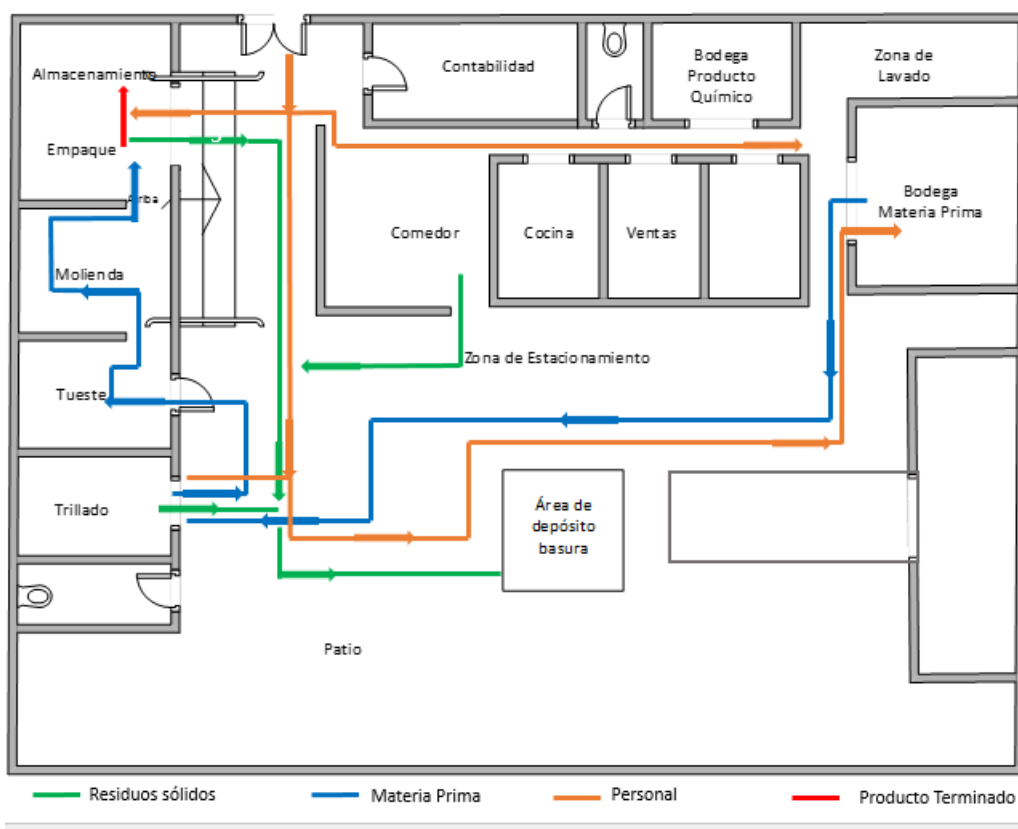 Contabilidad
Bodega
Producto
Químico
Zona de
Lavado
Almacenamiento
Empaque
Arriba
Bodega
Materia Prima
Comedor
Cocina
Ventas
Molienda
Zona de Estacionamiento
Tueste
Trillado
Área de
depósito
basura
Patio
Residuos sólidos
Materia Prima
Personal
Producto Terminado